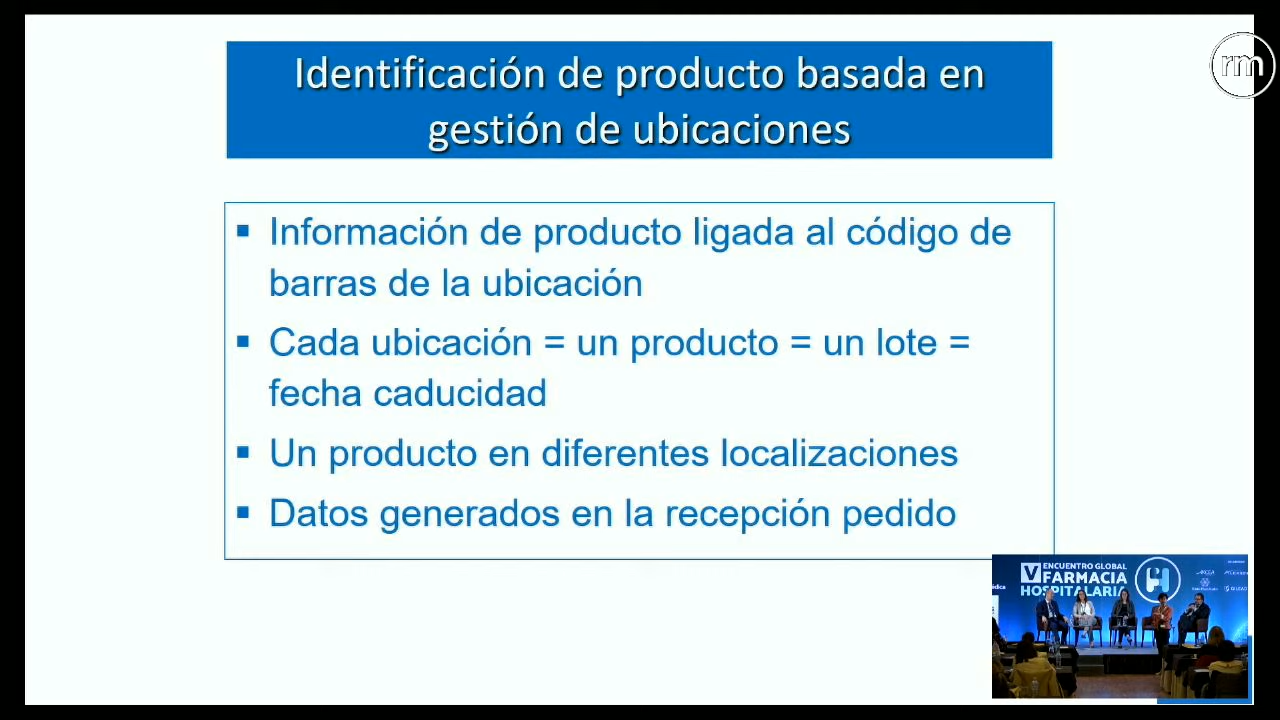 Identificación de producto basada en
gestión de ubicaciones
rm
▪ Información de producto ligada al código de
barras de la ubicación
▪ Cada ubicación = un producto = un lote =
fecha caducidad
▪ Un producto en diferentes localizaciones
▪ Datos generados en la recepción pedido
V ENCUENTRO GLOBAL
FARMACIA
HOSPITALARIA